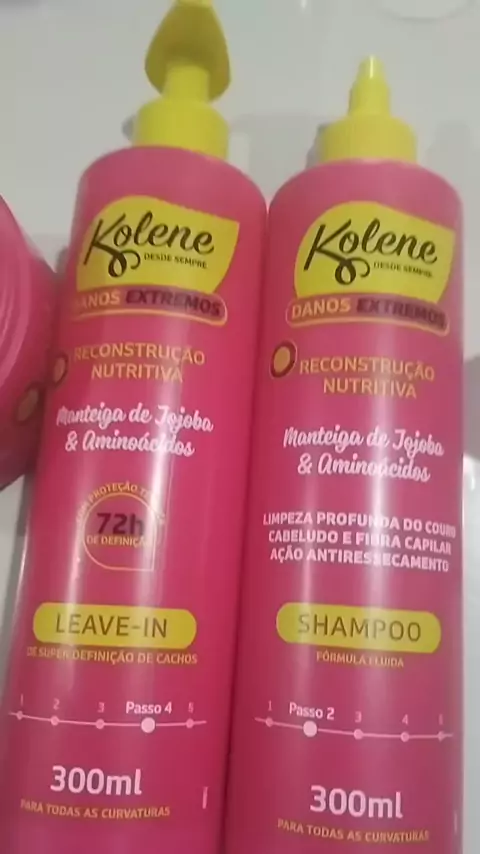 Kolene
DESDE SEMPRE
DANOS EXTREMOS
RECONSTRUÇÃO
NUTRITIVA
Manteiga de Jojoba
& Aminoácidos
COM PROTEÇÃO
72h
DE DEFINIÇÃO
LEAVE-IN
DE SUPER DEFINIÇÃO DE CACHOS
1 2 3 Passo 4 5
300ml
PARA TODAS AS CURVATURAS
Kolene
DESDE SEMPRE
DANOS EXTREMOS
RECONSTRUÇÃO
NUTRITIVA
Manteiga de Jojoba
& Aminoácidos
LIMPEZA PROFUNDA DO COURO
CABELUDO E FIBRA CAPILAR
AÇÃO ANTIRESSECAMENTO
SHAMPOO
FÓRMULA FLUIDA
1 Passo 2 3 4 5
300ml
PARA TODAS AS CURVATURAS